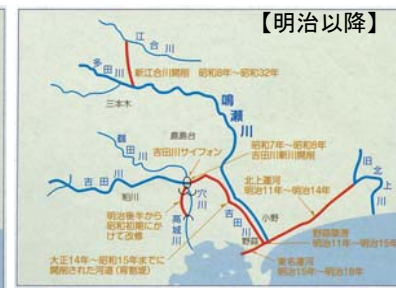 【明治以降】
江合川
多田川
新江合川開削 昭和8年～昭和32年
三本木
鳴瀬川
鶴田川
鹿島台
吉田川サイフォン
昭和7年～昭和8年
吉田川新川開削
吉田川
粕川
穴川
高城川
吉田川
北上運河
明治11年～明治14年
旧北上川
明治後半から
昭和初期にか
けて改修
小野
野蒜
野蒜築港
明治11年～明治15年
大正14年～昭和15年までに
開削された河道（背割堤）
東名運河
明治15年～明治18年